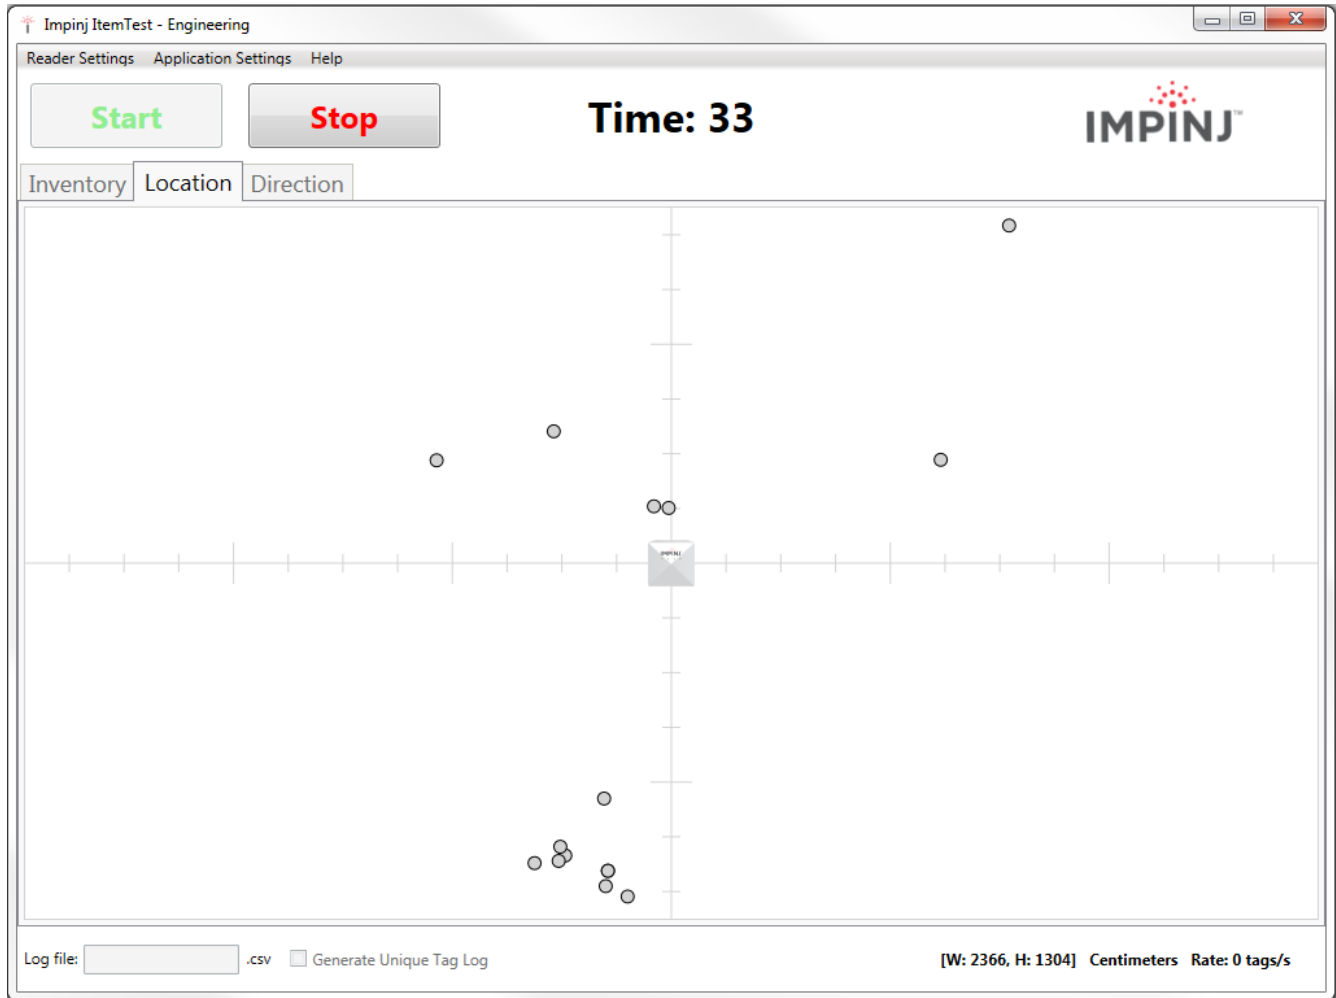 Impinj ItemTest - Engineering
Reader Settings Application Settings Help
Start Stop Time: 33 IMPINJ™
Inventory Location Direction
IMPINJ
Log file: .csv Generate Unique Tag Log [W: 2366, H: 1304] Centimeters Rate: 0 tags/s